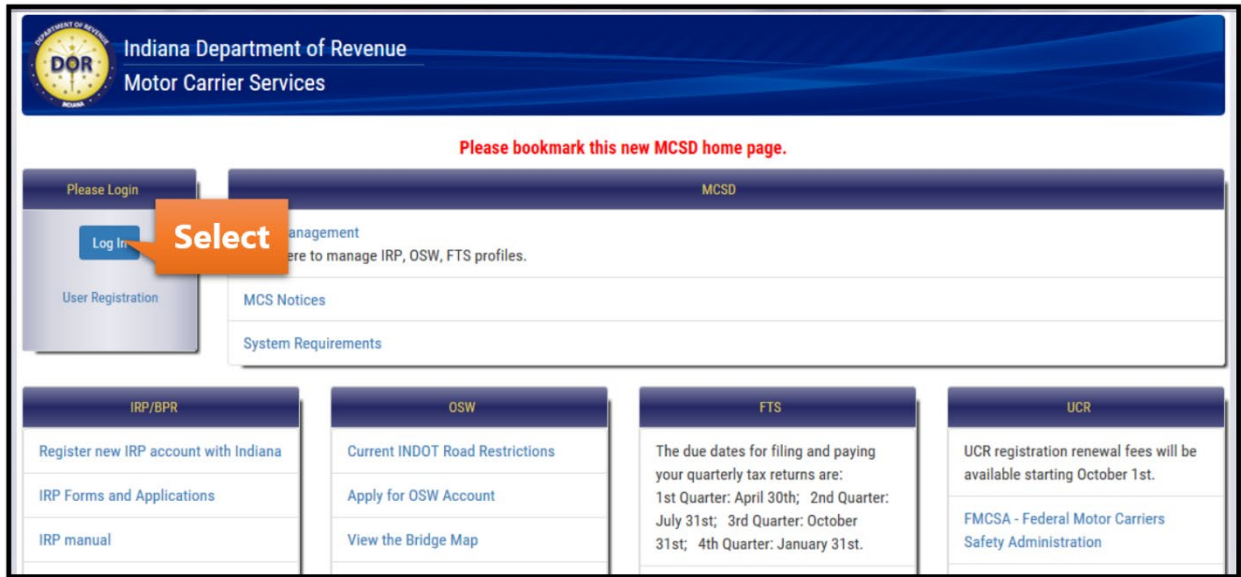 DEPARTMENT OF REVENUE
DOR
INDIANA
Indiana Department of Revenue
Motor Carrier Services
Please bookmark this new MCSD home page.
Please Login
Log In
Select
User Registration
MCSD
anagement
ere to manage IRP, OSW, FTS profiles.
MCS Notices
System Requirements
IRP/BPR
Register new IRP account with Indiana
IRP Forms and Applications
IRP manual
OSW
Current INDOT Road Restrictions
Apply for OSW Account
View the Bridge Map
FTS
The due dates for filing and paying
your quarterly tax returns are:
1st Quarter: April 30th; 2nd Quarter:
July 31st; 3rd Quarter: October
31st; 4th Quarter: January 31st.
UCR
UCR registration renewal fees will be
available starting October 1st.
FMCSA - Federal Motor Carriers
Safety Administration